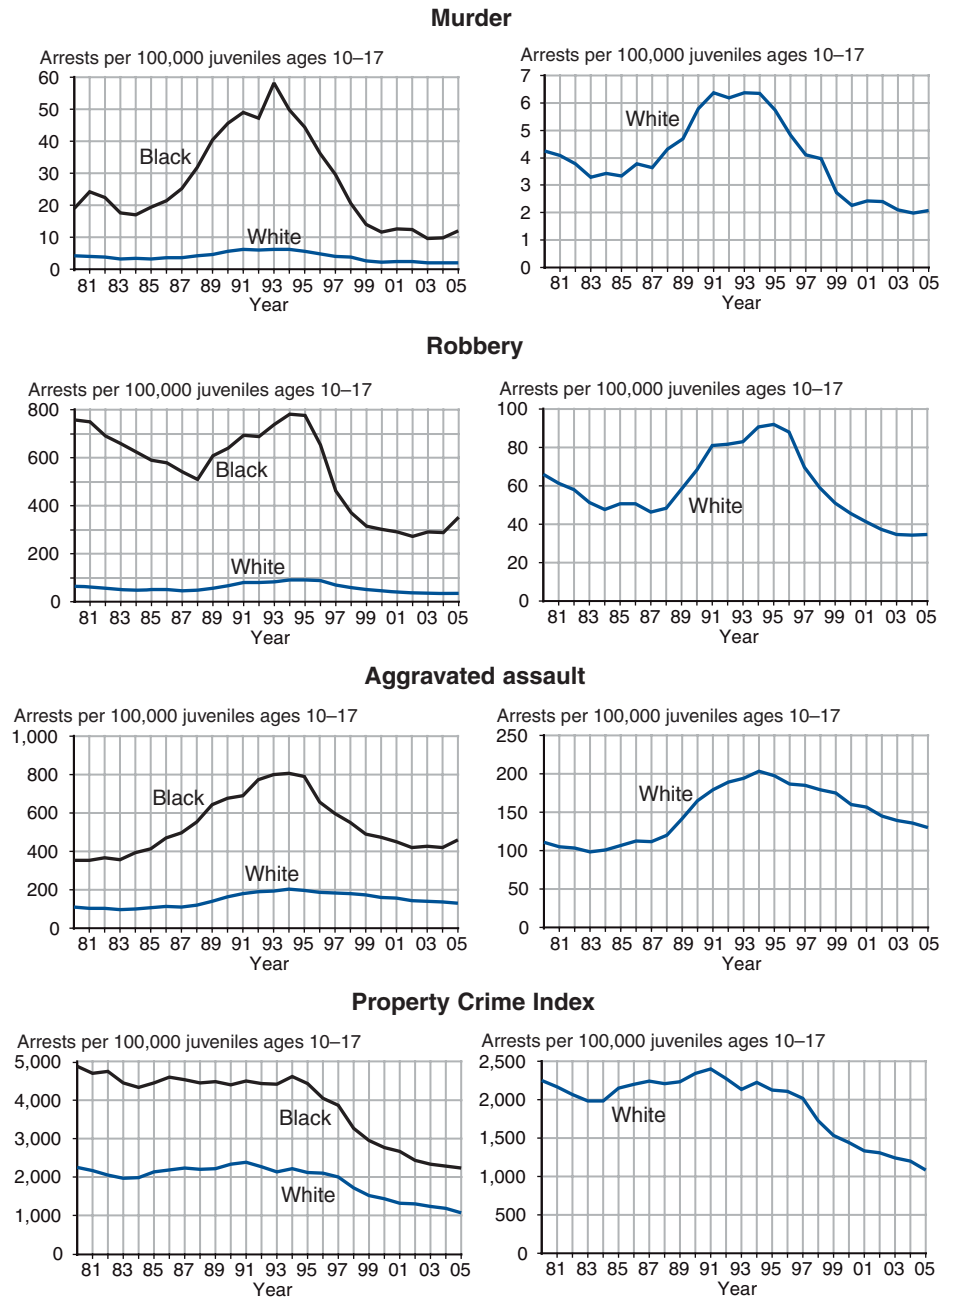 Murder
Arrests per 100,000 juveniles ages 10–17
60
50
40
30
20
10
0
Black
White
81 83 85 87 89 91 93 95 97 99 01 03 05
Year
Arrests per 100,000 juveniles ages 10–17
7
6
5
4
3
2
1
0
White
81 83 85 87 89 91 93 95 97 99 01 03 05
Year
Robbery
Arrests per 100,000 juveniles ages 10–17
800
600
400
200
0
Black
White
81 83 85 87 89 91 93 95 97 99 01 03 05
Year
Arrests per 100,000 juveniles ages 10–17
100
80
60
40
20
0
White
81 83 85 87 89 91 93 95 97 99 01 03 05
Year
Aggravated assault
Arrests per 100,000 juveniles ages 10–17
1,000
800
600
400
200
0
Black
White
81 83 85 87 89 91 93 95 97 99 01 03 05
Year
Arrests per 100,000 juveniles ages 10–17
250
200
150
100
50
0
White
81 83 85 87 89 91 93 95 97 99 01 03 05
Year
Property Crime Index
Arrests per 100,000 juveniles ages 10–17
5,000
4,000
3,000
2,000
1,000
0
Black
White
81 83 85 87 89 91 93 95 97 99 01 03 05
Year
Arrests per 100,000 juveniles ages 10–17
2,500
2,000
1,500
1,000
500
0
White
81 83 85 87 89 91 93 95 97 99 01 03 05
Year